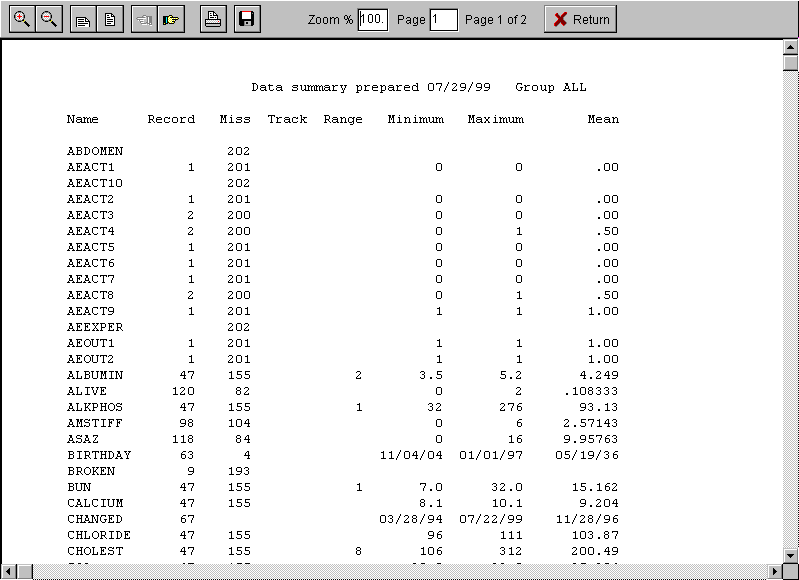 Zoom % 100. Page 1 Page 1 of 2 Return
Data summary prepared 07/29/99 Group ALL
Name Record Miss Track Range Minimum Maximum Mean
ABDOMEN 202
AEACT1 1 201 0 0 .00
AEACT10 202
AEACT2 1 201 0 0 .00
AEACT3 2 200 0 0 .00
AEACT4 2 200 0 1 .50
AEACT5 1 201 0 0 .00
AEACT6 1 201 0 0 .00
AEACT7 1 201 0 0 .00
AEACT8 2 200 0 1 .50
AEACT9 1 201 1 1 1.00
AEEXPER 202
AEOUT1 1 201 1 1 1.00
AEOUT2 1 201 1 1 1.00
ALBUMIN 47 155 2 3.5 5.2 4.249
ALIVE 120 82 0 2 .108333
ALKPHOS 47 155 1 32 276 93.13
AMSTIFF 98 104 0 6 2.57143
ASAZ 118 84 0 16 9.95763
BIRTHDAY 63 4 11/04/04 01/01/97 05/19/36
BROKEN 9 193
BUN 47 155 1 7.0 32.0 15.162
CALCIUM 47 155 8.1 10.1 9.204
CHANGED 67 03/28/94 07/22/99 11/28/96
CHLORIDE 47 155 96 111 103.87
CHOLEST 47 155 8 106 312 200.49